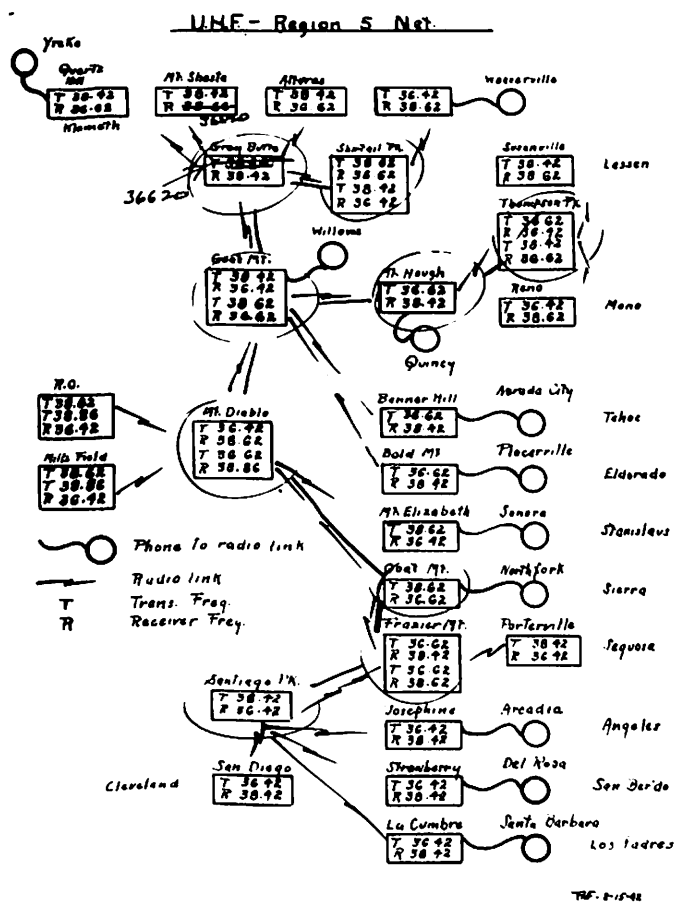 U.H.F. - Region 5 Net.
Yreka
Quartz Hill
T 38.42
R 36.62
Klamath
Mt. Shasta
T 38.42
36620
Alturas
T 38.42
R 36.62
T 36.42
R 38.62
Weaverville
Gray Butte
R 38.42
36620
Shastail Pk.
T 38 62
R 36 62
T 38.42
R 36 42
Susanville
T 38.42
R 38 62
Lassen
Thompson Pk.
T 36 62
R 36.42
T 38.42
R 36.62
Willows
Goat Mt.
T 38 42
R 36.42
T 38 62
R 36.62
Mt. Hough
T 36.62
R 38.42
Quincy
Reno
T 36.42
R 38.62
Mono
R.O.
T 38.62
T 38.86
R 36.42
Mills Field
T 38.62
T 38.86
R 36.42
Mt. Diablo
T 36.42
R 38.62
T 36 62
R 38.86
Banner Hill
T 36.62
R 38.42
Nevada City
Tahoe
Bald Mt
T 36.62
R 38 42
Placerville
Eldorado
Mt. Elizabeth
T 38.62
R 36 42
Sonora
Stanislaus
Phone to radio link
Radio link
T Trans. Freq.
R Receiver Freq.
Goat Mt.
T 38.62
R 36.62
Northfork
Sierra
Frazier Mt.
T 36.62
R 38.42
T 36.62
R 38.62
Porterville
T 38 42
R 36 42
Sequoia
Santiago Pk.
T 38.42
R 36.42
Josephine
T 36.42
R 38.42
Arcadia
Angeles
Cleveland
San Diego
T 36 42
R 38.42
Strawberry
T 36 42
R 38.42
Del Rosa
San Berdo
La Cumbre
T 36 42
R 38 42
Santa Barbara
Los Padres